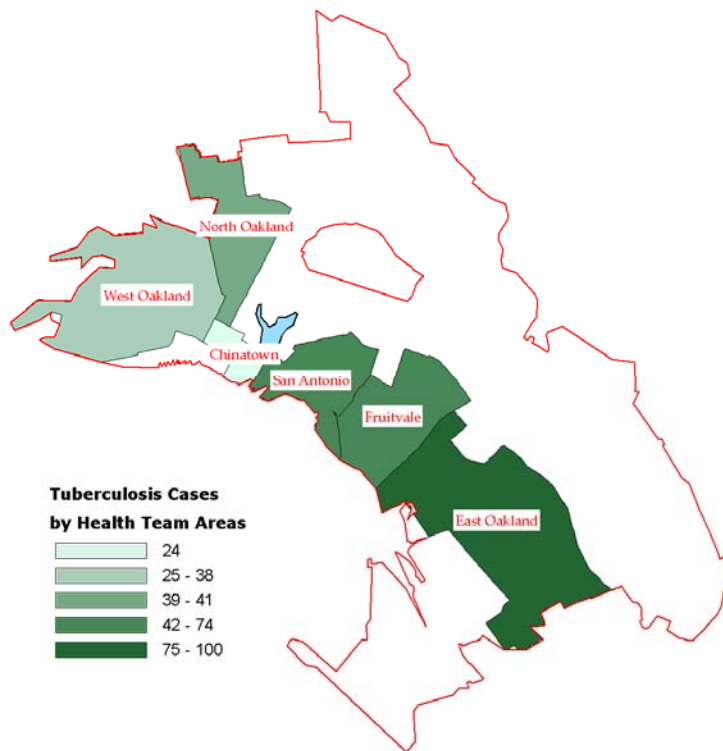 North Oakland
West Oakland
Chinatown
San Antonio
Fruitvale
East Oakland
Tuberculosis Cases
by Health Team Areas
24
25 - 38
39 - 41
42 - 74
75 - 100